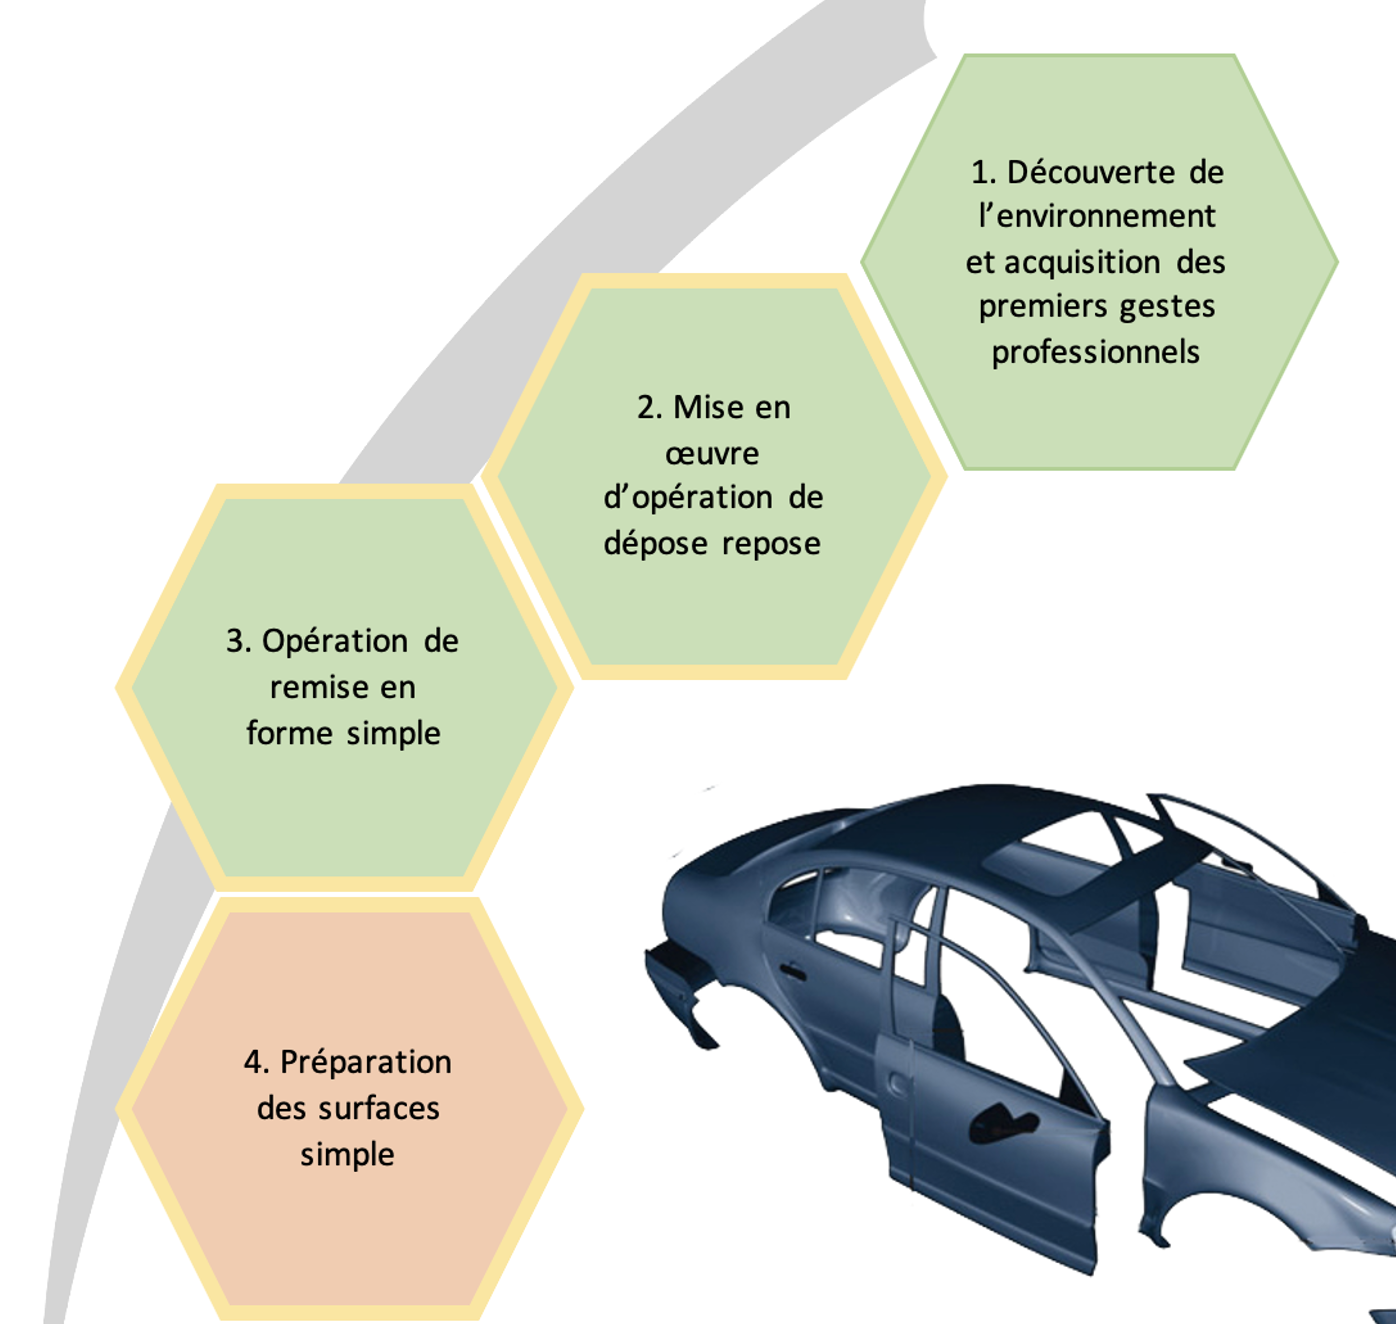 1. Découverte de
l’environnement
et acquisition des
premiers gestes
professionnels
2. Mise en
œuvre
d’opération de
dépose repose
3. Opération de
remise en
forme simple
4. Préparation
des surfaces
simple